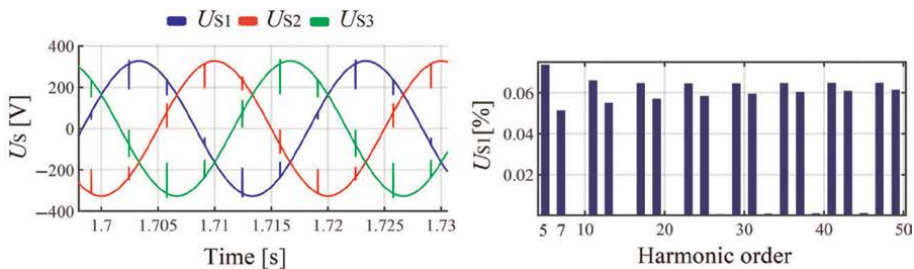 US1 US2 US3
US [V]
400
200
0
−200
−400
1.7 1.705 1.71 1.715 1.72 1.725 1.73
Time [s]
US1[%]
0.06
0.04
0.02
5 7 10 20 30 40 50
Harmonic order